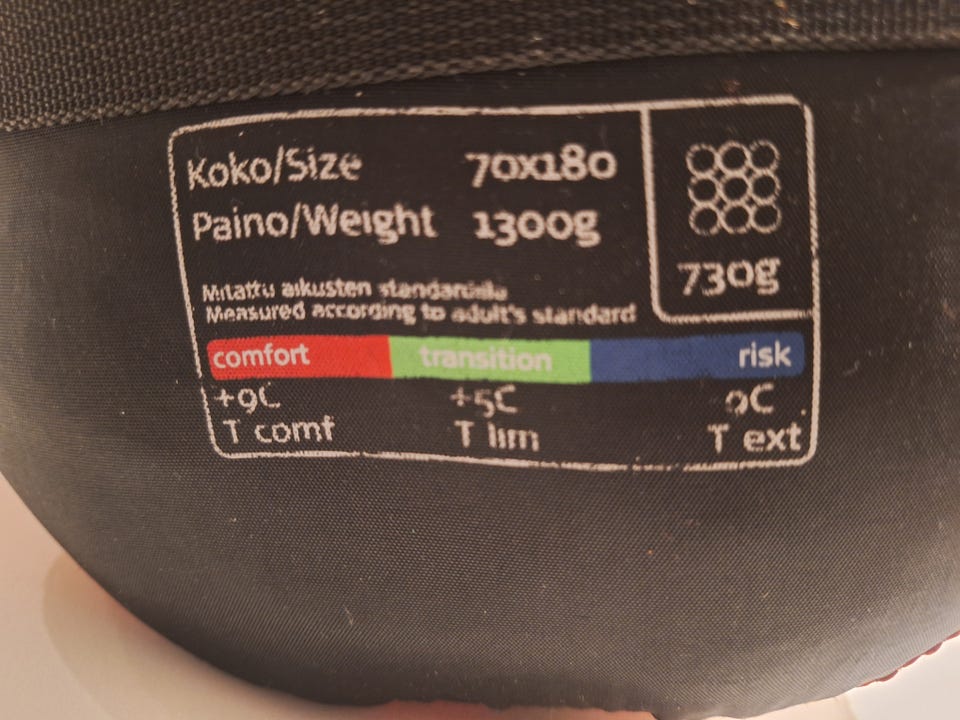 Koko/Size 70x180
Paino/Weight 1300g
730g
Mitattu aikusten standardilla
Measured according to adult's standard
comfort transition risk
+9C +5C 9C
T comf T lim T ext